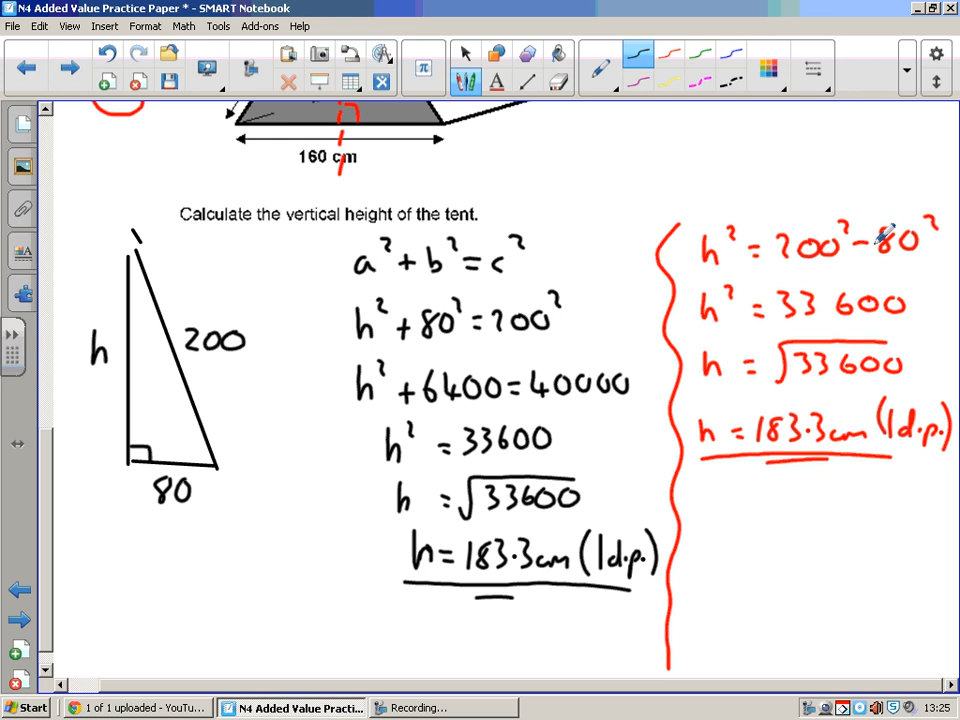 N4 Added Value Practice Paper * - SMART Notebook
File Edit View Insert Format Math Tools Add-ons Help
160 cm
Calculate the vertical height of the tent.
h
200
80
a² + b² = c²
h² + 80² = 200²
h² + 6400 = 40000
h² = 33600
h = √33600
h = 183.3cm (1d.p.)
h² = 200² - 80²
h² = 33 600
h = √33600
h = 183.3cm (1d.p.)
Start
1 of 1 uploaded - YouTu...
N4 Added Value Practi...
Recording...
13:25